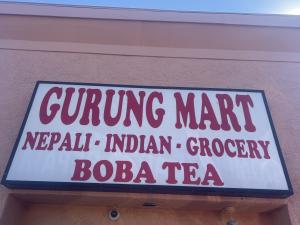 GURUNG MART
NEPALI - INDIAN - GROCERY
BOBA TEA